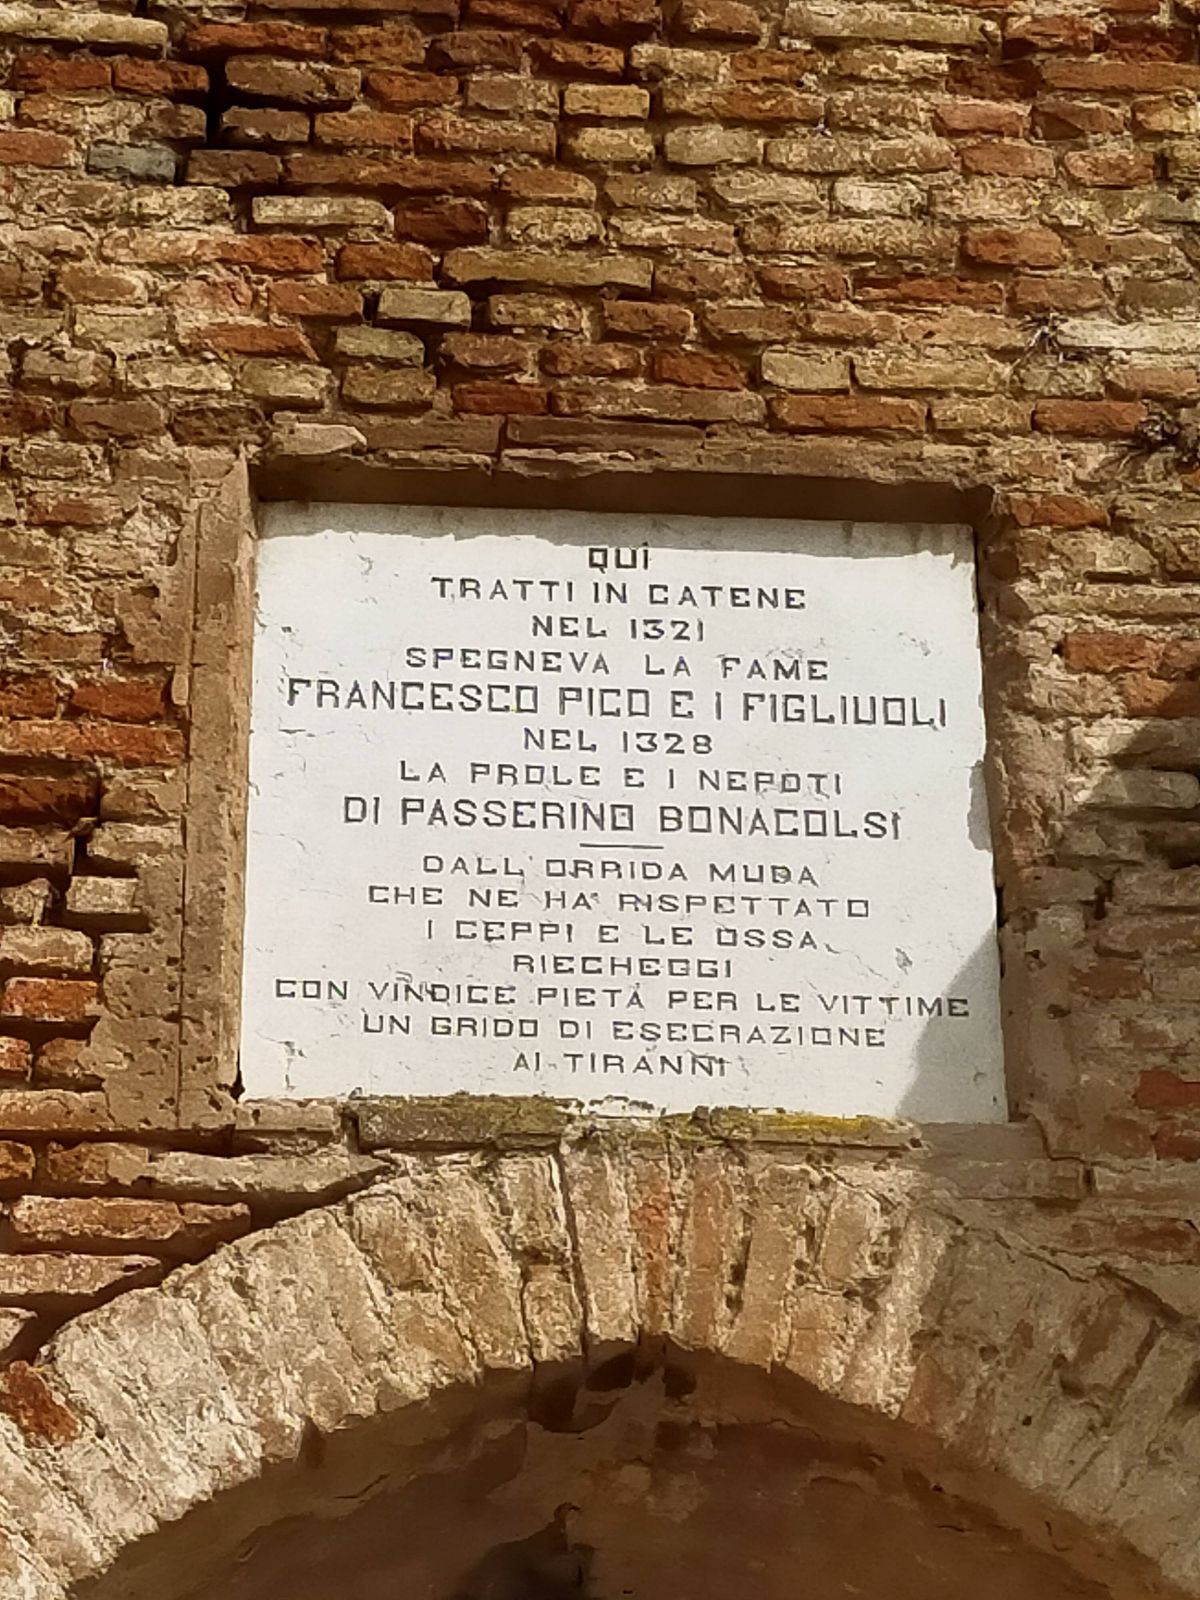 QUI
TRATTI IN CATENE
NEL 1321
SPEGNEVA LA FAME
FRANCESCO PICO E I FIGLIUOLI
NEL 1328
LA PROLE E I NEPOTI
DI PASSERINO BONACOLSI
DALL'ORRIDA MUDA
CHE NE HA RISPETTATO
I CEPPI E LE OSSA
RIECHEGGI
CON VINDICE PIETÀ PER LE VITTIME
UN GRIDO DI ESECRAZIONE
AI TIRANNI